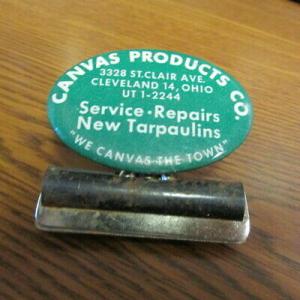 CANVAS PRODUCTS CO.
3328 ST.CLAIR AVE.
CLEVELAND 14, OHIO
UT 1-2244
Service • Repairs
New Tarpaulins
"WE CANVAS THE TOWN"